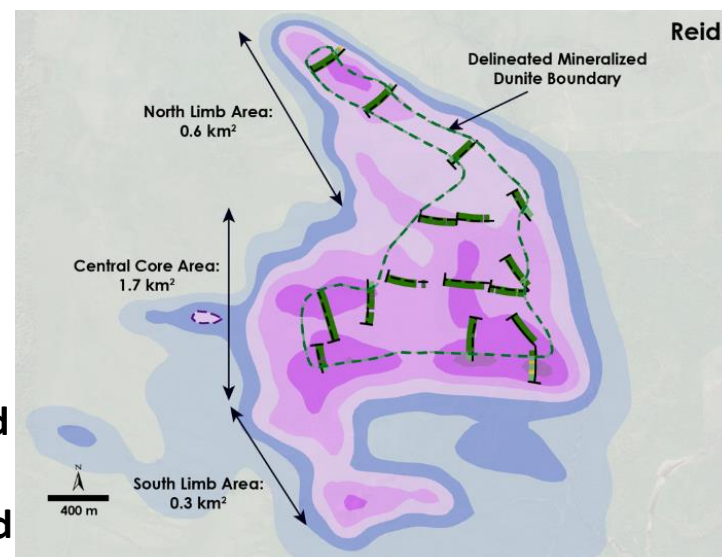 Reid
Delineated Mineralized
Dunite Boundary
North Limb Area:
0.6 km²
Central Core Area:
1.7 km²
d
South Limb Area:
0.3 km²
N
400 m
d